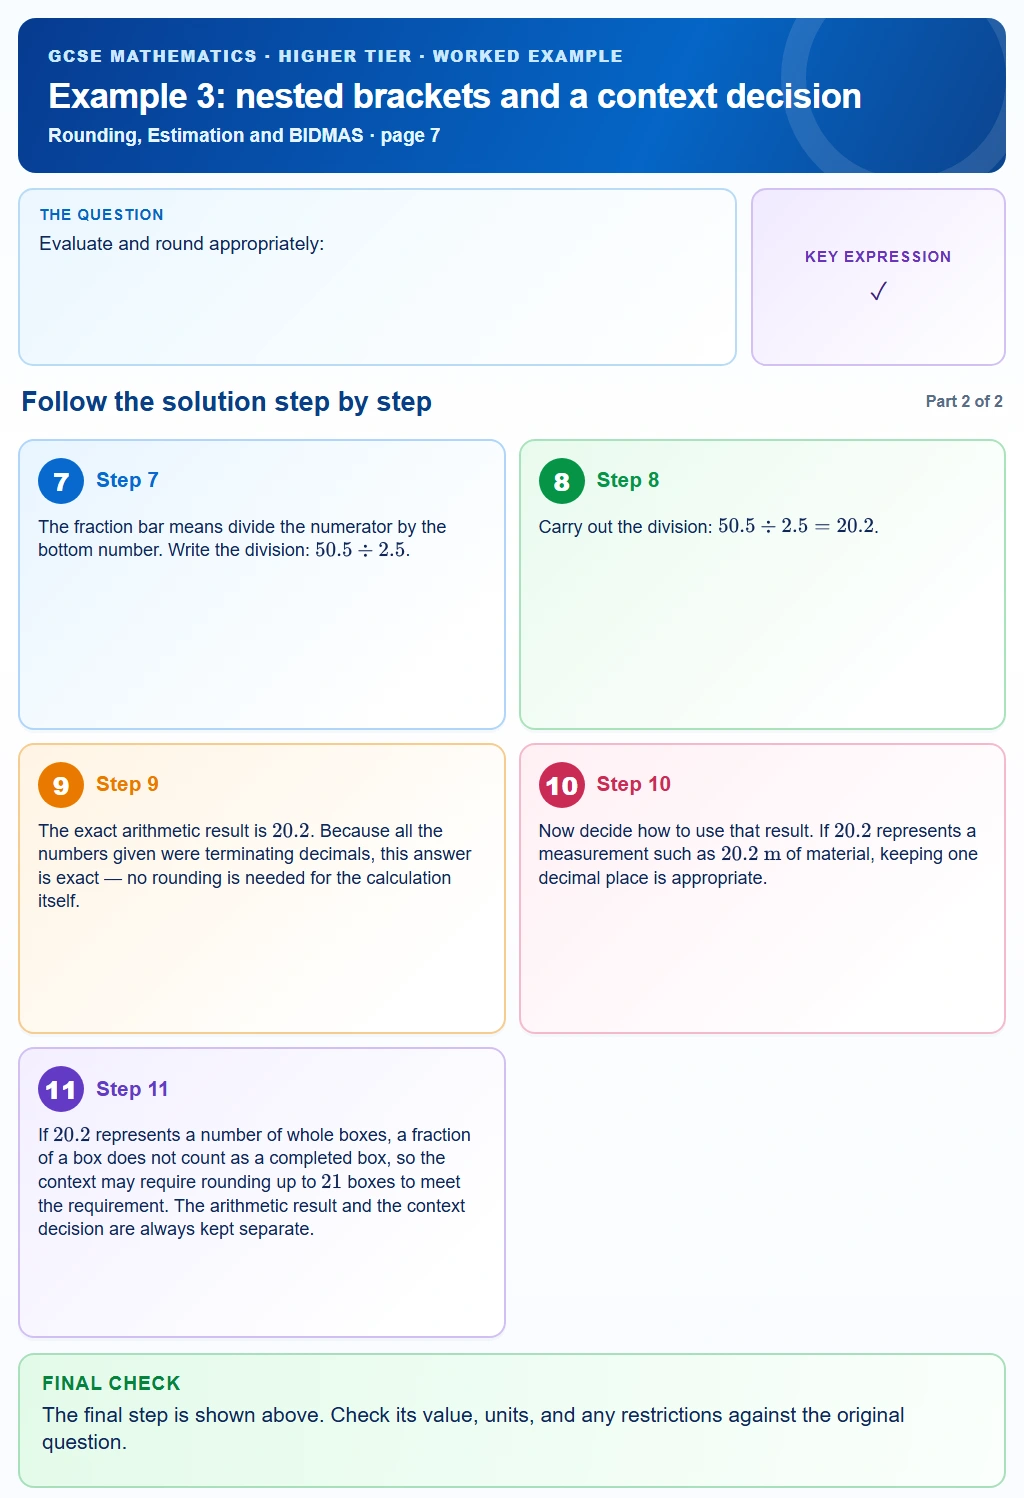 GCSE MATHEMATICS · HIGHER TIER · WORKED EXAMPLE
Example 3: nested brackets and a context decision
Rounding, Estimation and BIDMAS · page 7
THE QUESTION
Evaluate and round appropriately:
KEY EXPRESSION
✓
Follow the solution step by step
Part 2 of 2
7 Step 7
The fraction bar means divide the numerator by the
bottom number. Write the division: 50.5 ÷ 2.5.
8 Step 8
Carry out the division: 50.5 ÷ 2.5 = 20.2.
9 Step 9
The exact arithmetic result is 20.2. Because all the
numbers given were terminating decimals, this answer
is exact — no rounding is needed for the calculation
itself.
10 Step 10
Now decide how to use that result. If 20.2 represents a
measurement such as 20.2 m of material, keeping one
decimal place is appropriate.
11 Step 11
If 20.2 represents a number of whole boxes, a fraction
of a box does not count as a completed box, so the
context may require rounding up to 21 boxes to meet
the requirement. The arithmetic result and the context
decision are always kept separate.
FINAL CHECK
The final step is shown above. Check its value, units, and any restrictions against the original
question.